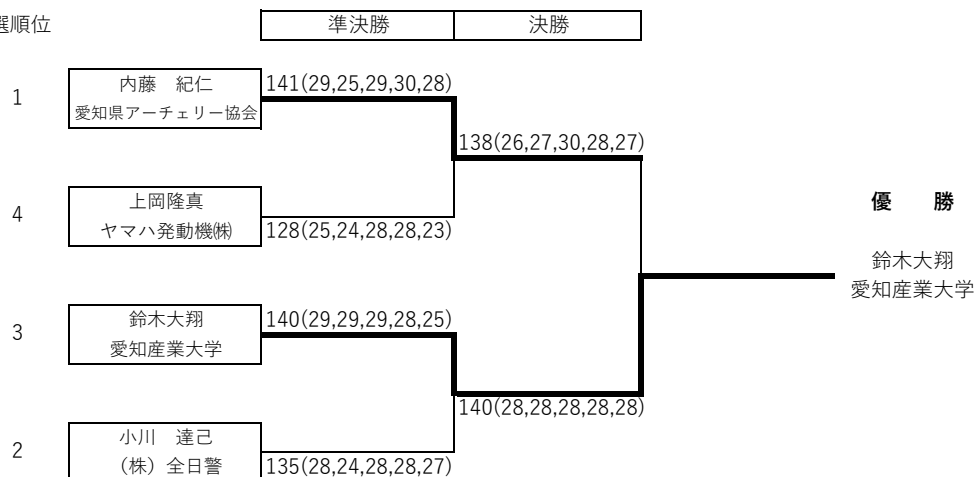 選順位
準決勝 決勝
141(29,25,29,30,28)
1
内藤　紀仁
愛知県アーチェリー協会
138(26,27,30,28,27)
4
上岡隆真
ヤマハ発動機㈱
128(25,24,28,28,23)
優　勝
鈴木大翔
愛知産業大学
140(29,29,29,28,25)
3
鈴木大翔
愛知産業大学
140(28,28,28,28,28)
2
小川　達己
（株）全日警
135(28,24,28,28,27)